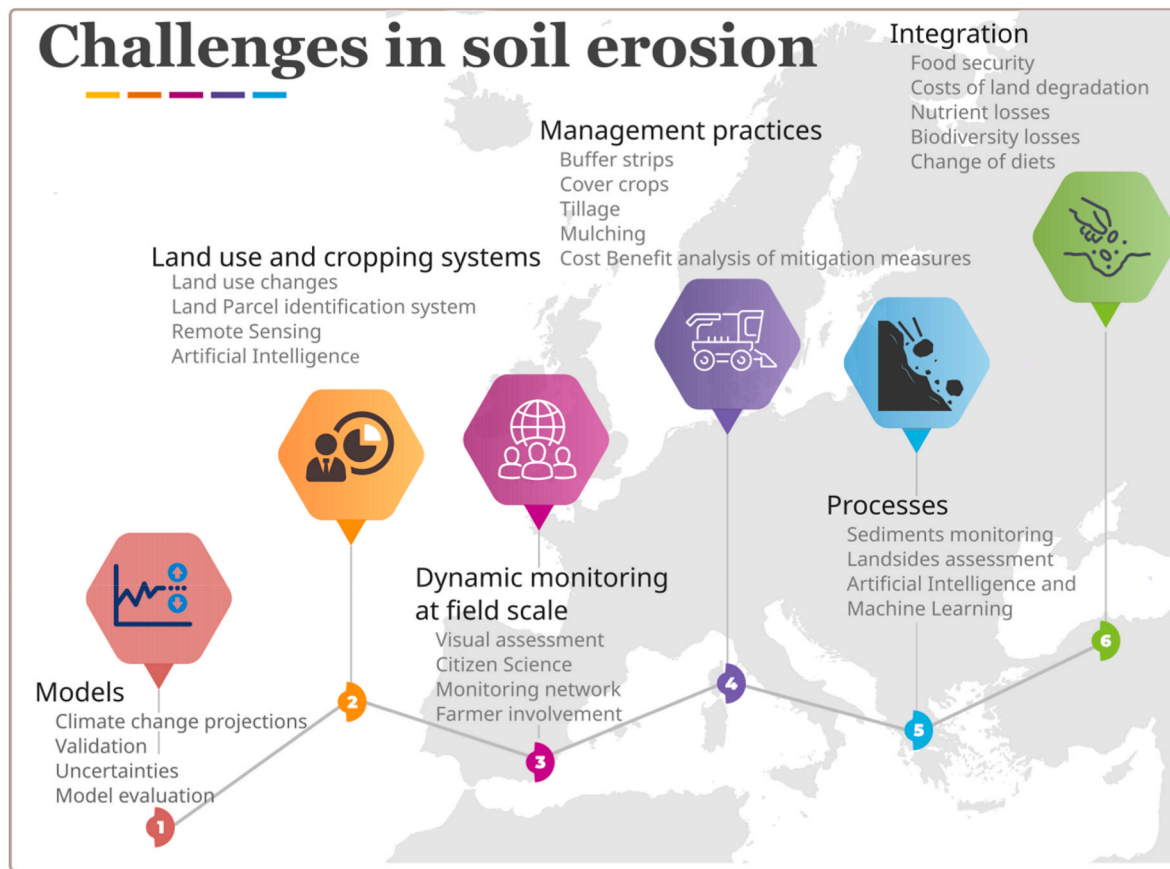 Challenges in soil erosion
Models
Climate change projections
Validation
Uncertainties
Model evaluation
1
Land use and cropping systems
Land use changes
Land Parcel identification system
Remote Sensing
Artificial Intelligence
2
Dynamic monitoring
at field scale
Visual assessment
Citizen Science
Monitoring network
Farmer involvement
3
Management practices
Buffer strips
Cover crops
Tillage
Mulching
Cost Benefit analysis of mitigation measures
4
Processes
Sediments monitoring
Landsides assessment
Artificial Intelligence and
Machine Learning
5
Integration
Food security
Costs of land degradation
Nutrient losses
Biodiversity losses
Change of diets
6